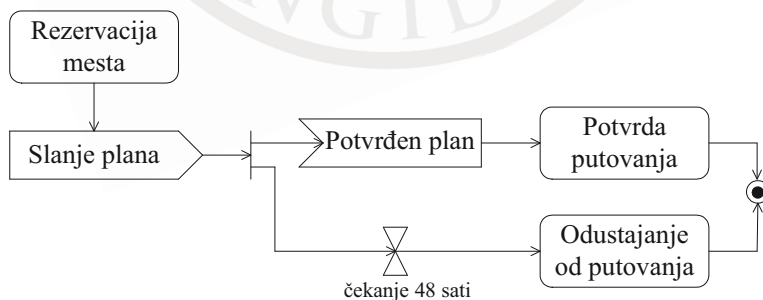 Rezervacija
mesta
Slanje plana
Potvrđen plan
Potvrda
putovanja
Odustajanje
od putovanja
čekanje 48 sati